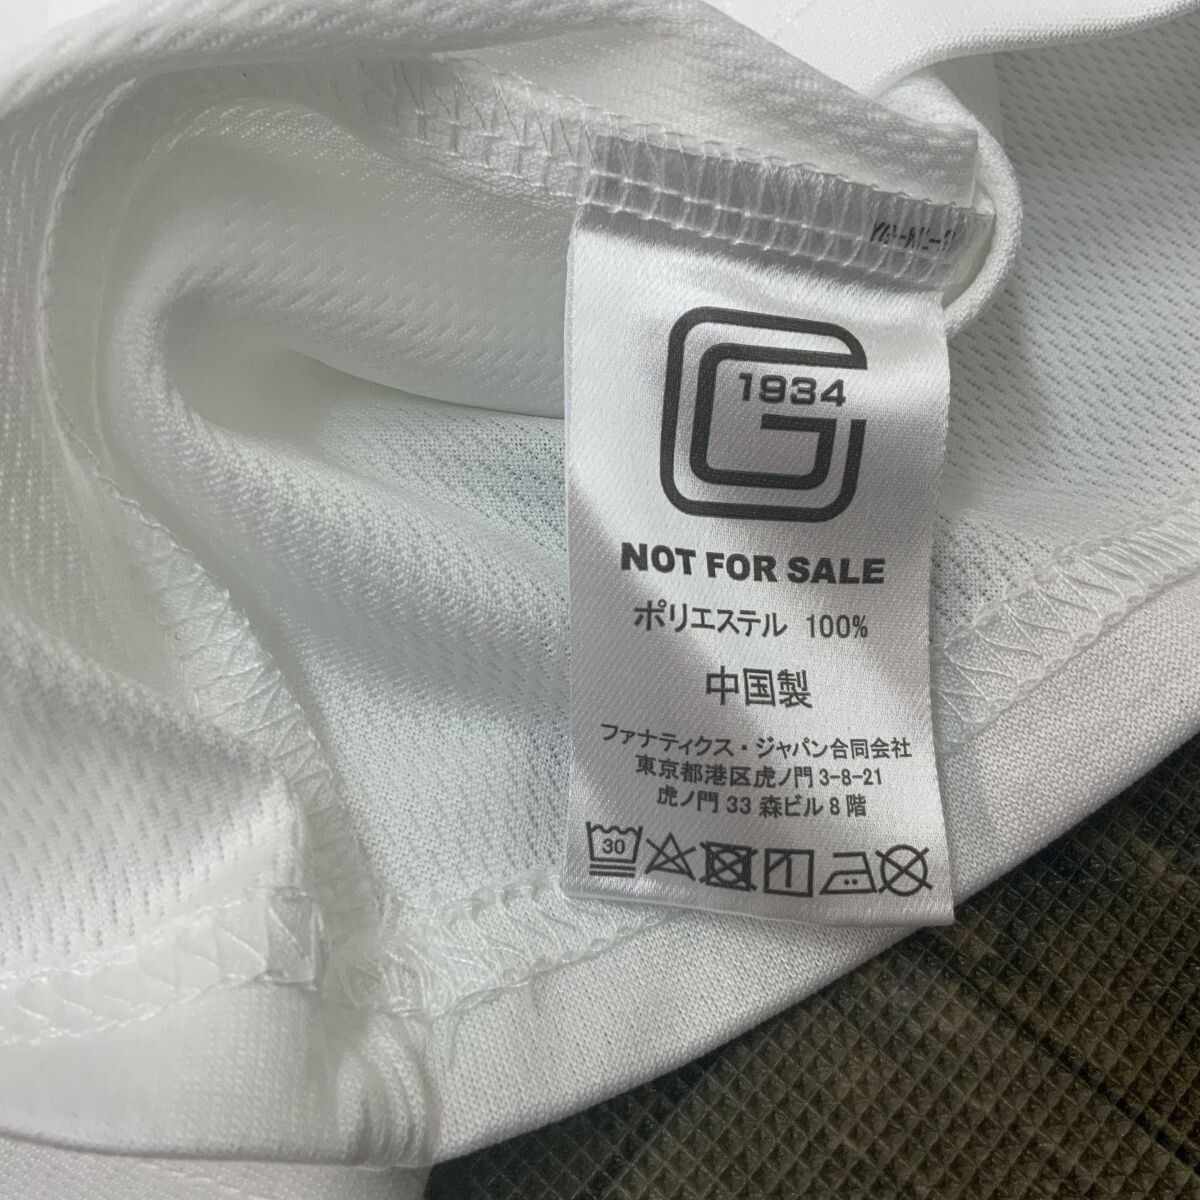 1934
NOT FOR SALE
ポリエステル 100%
中国製
ファナティクス・ジャパン合同会社
東京都港区虎ノ門 3-8-21
虎ノ門 33 森ビル 8 階
30